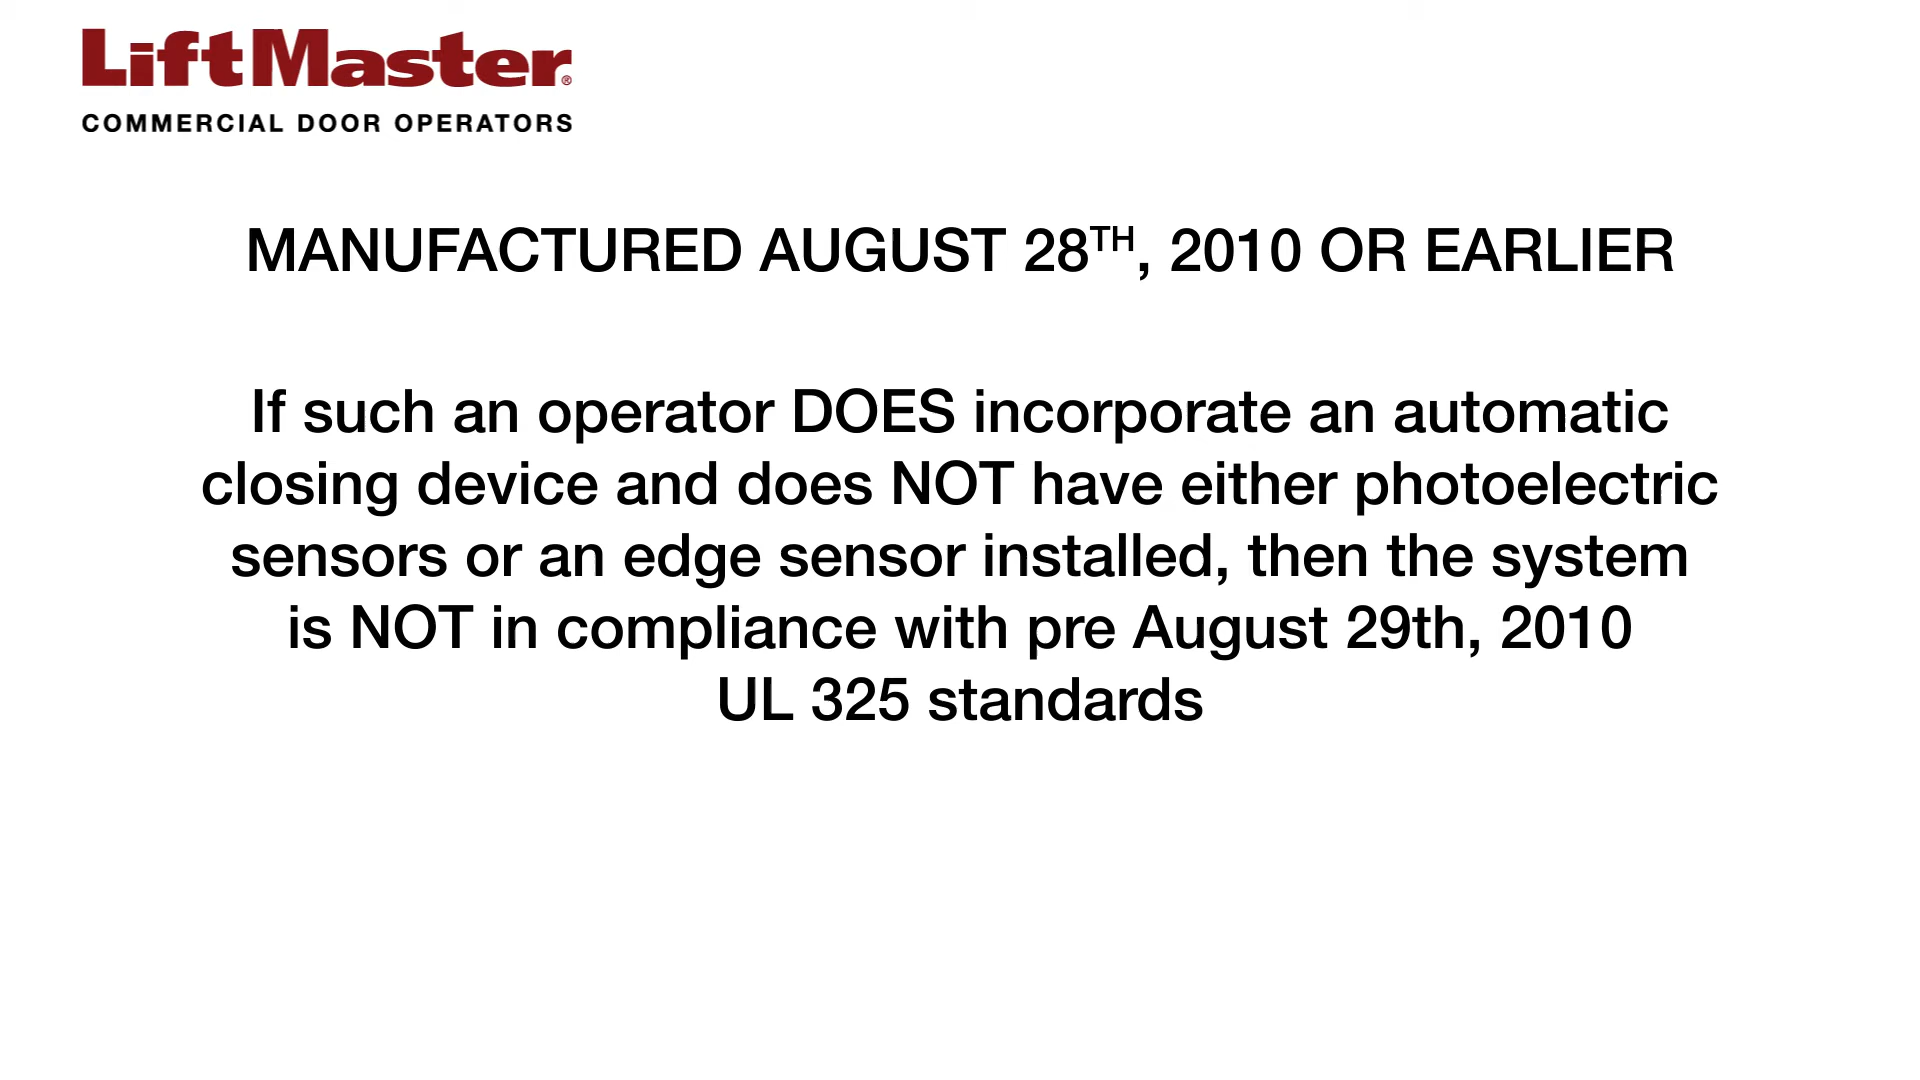 LiftMaster®
COMMERCIAL DOOR OPERATORS
MANUFACTURED AUGUST 28TH, 2010 OR EARLIER
If such an operator DOES incorporate an automatic
closing device and does NOT have either photoelectric
sensors or an edge sensor installed, then the system
is NOT in compliance with pre August 29th, 2010
UL 325 standards